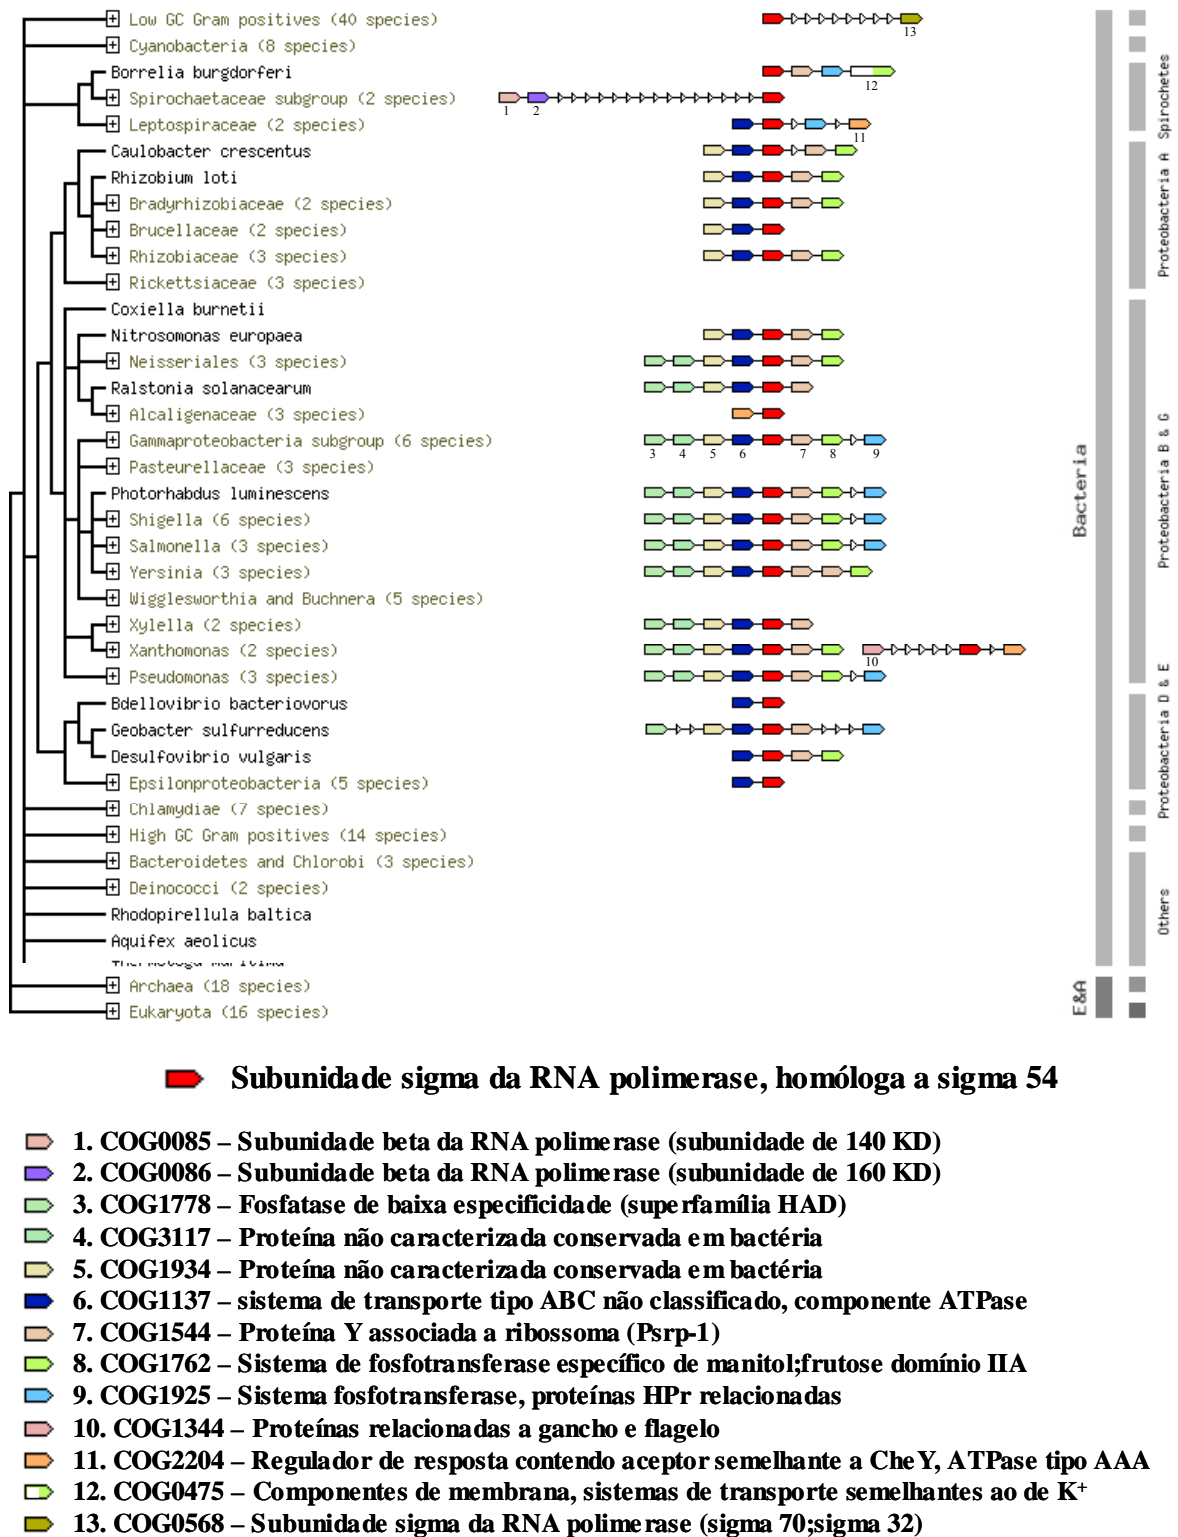 Low GC Gram positives (40 species)
13
Cyanobacteria (8 species)
Borrelia burgdorferi
12
Spirochaetaceae subgroup (2 species)
1 2
Leptospiraceae (2 species)
11
Caulobacter crescentus
Rhizobium loti
Bradyrhizobiaceae (2 species)
Brucellaceae (2 species)
Rhizobiaceae (3 species)
Rickettsiaceae (3 species)
Coxiella burnetii
Nitrosomonas europaea
Neisseriales (3 species)
Ralstonia solanacearum
Alcaligenaceae (3 species)
Gammaproteobacteria subgroup (6 species)
3 4 5 6 7 8 9
Pasteurellaceae (3 species)
Photorhabdus luminescens
Shigella (6 species)
Salmonella (3 species)
Yersinia (3 species)
Wigglesworthia and Buchnera (5 species)
Xylella (2 species)
Xanthomonas (2 species)
10
Pseudomonas (3 species)
Bdellovibrio bacteriovorus
Geobacter sulfurreducens
Desulfovibrio vulgaris
Epsilonproteobacteria (5 species)
Chlamydiae (7 species)
High GC Gram positives (14 species)
Bacteroidetes and Chlorobi (3 species)
Deinococci (2 species)
Rhodopirellula baltica
Aquifex aeolicus
Archaea (18 species)
Eukaryota (16 species)
Bacteria
E&A
Spirochetes
Proteobacteria A
Proteobacteria B & G
Proteobacteria D & E
Others
Subunidade sigma da RNA polimerase, homóloga a sigma 54
1. COG0085 – Subunidade beta da RNA polimerase (subunidade de 140 KD)
2. COG0086 – Subunidade beta da RNA polimerase (subunidade de 160 KD)
3. COG1778 – Fosfatase de baixa especificidade (superfamília HAD)
4. COG3117 – Proteína não caracterizada conservada em bactéria
5. COG1934 – Proteína não caracterizada conservada em bactéria
6. COG1137 – sistema de transporte tipo ABC não classificado, componente ATPase
7. COG1544 – Proteína Y associada a ribossoma (Psrp-1)
8. COG1762 – Sistema de fosfotransferase específico de manitol;frutose domínio IIA
9. COG1925 – Sistema fosfotransferase, proteínas HPr relacionadas
10. COG1344 – Proteínas relacionadas a gancho e flagelo
11. COG2204 – Regulador de resposta contendo aceptor semelhante a CheY, ATPase tipo AAA
12. COG0475 – Componentes de membrana, sistemas de transporte semelhantes ao de K⁺
13. COG0568 – Subunidade sigma da RNA polimerase (sigma 70;sigma 32)